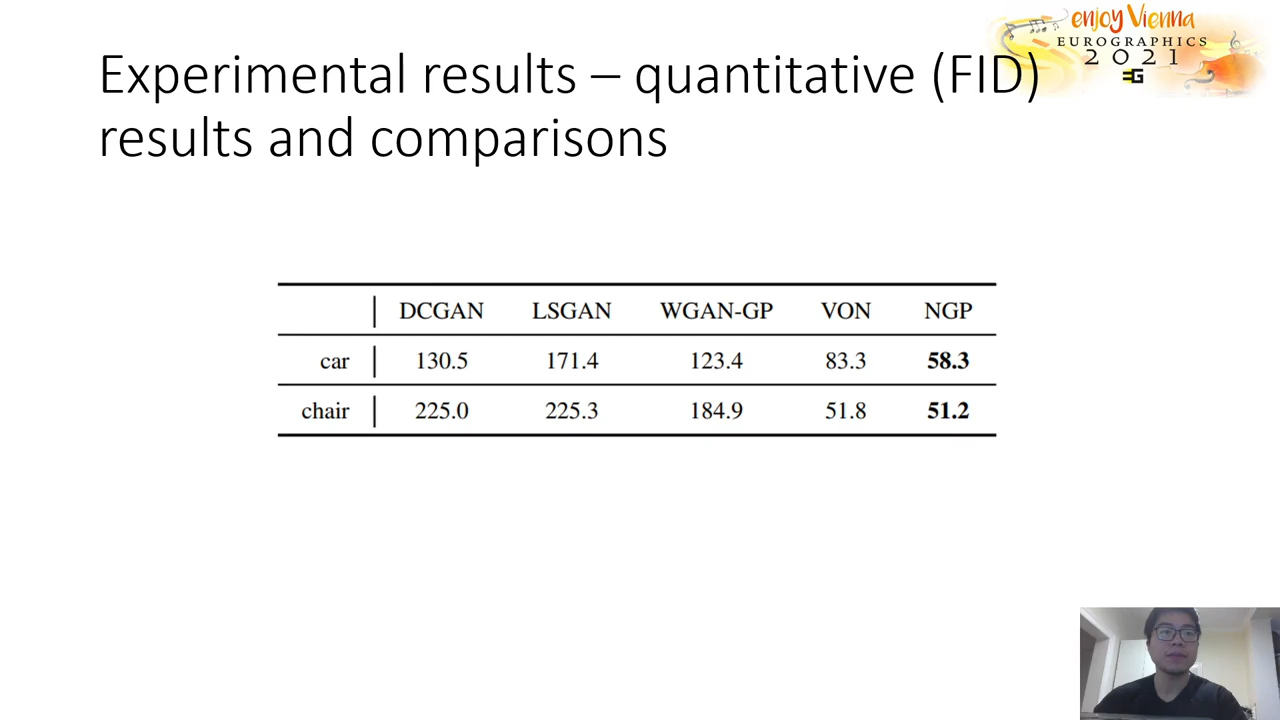 enjoy Vienna
EUROGRAPHICS
2021
EG
Experimental results – quantitative (FID)
results and comparisons
DCGAN LSGAN WGAN-GP VON NGP
car 130.5 171.4 123.4 83.3 58.3
chair 225.0 225.3 184.9 51.8 51.2